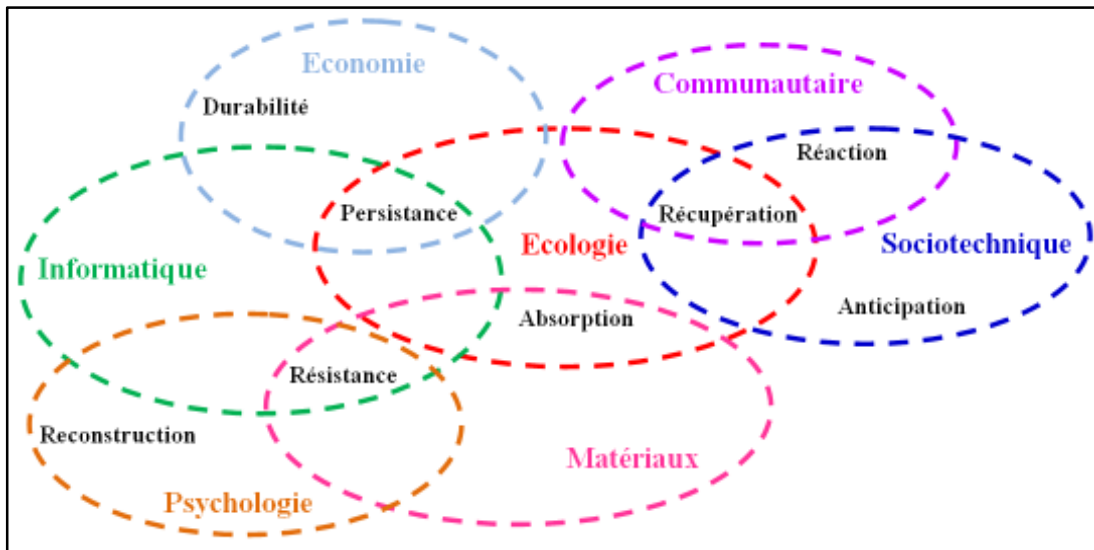 Economie
Communautaire
Durabilité
Réaction
Persistance
Récupération
Ecologie
Sociotechnique
Informatique
Anticipation
Absorption
Résistance
Reconstruction
Matériaux
Psychologie